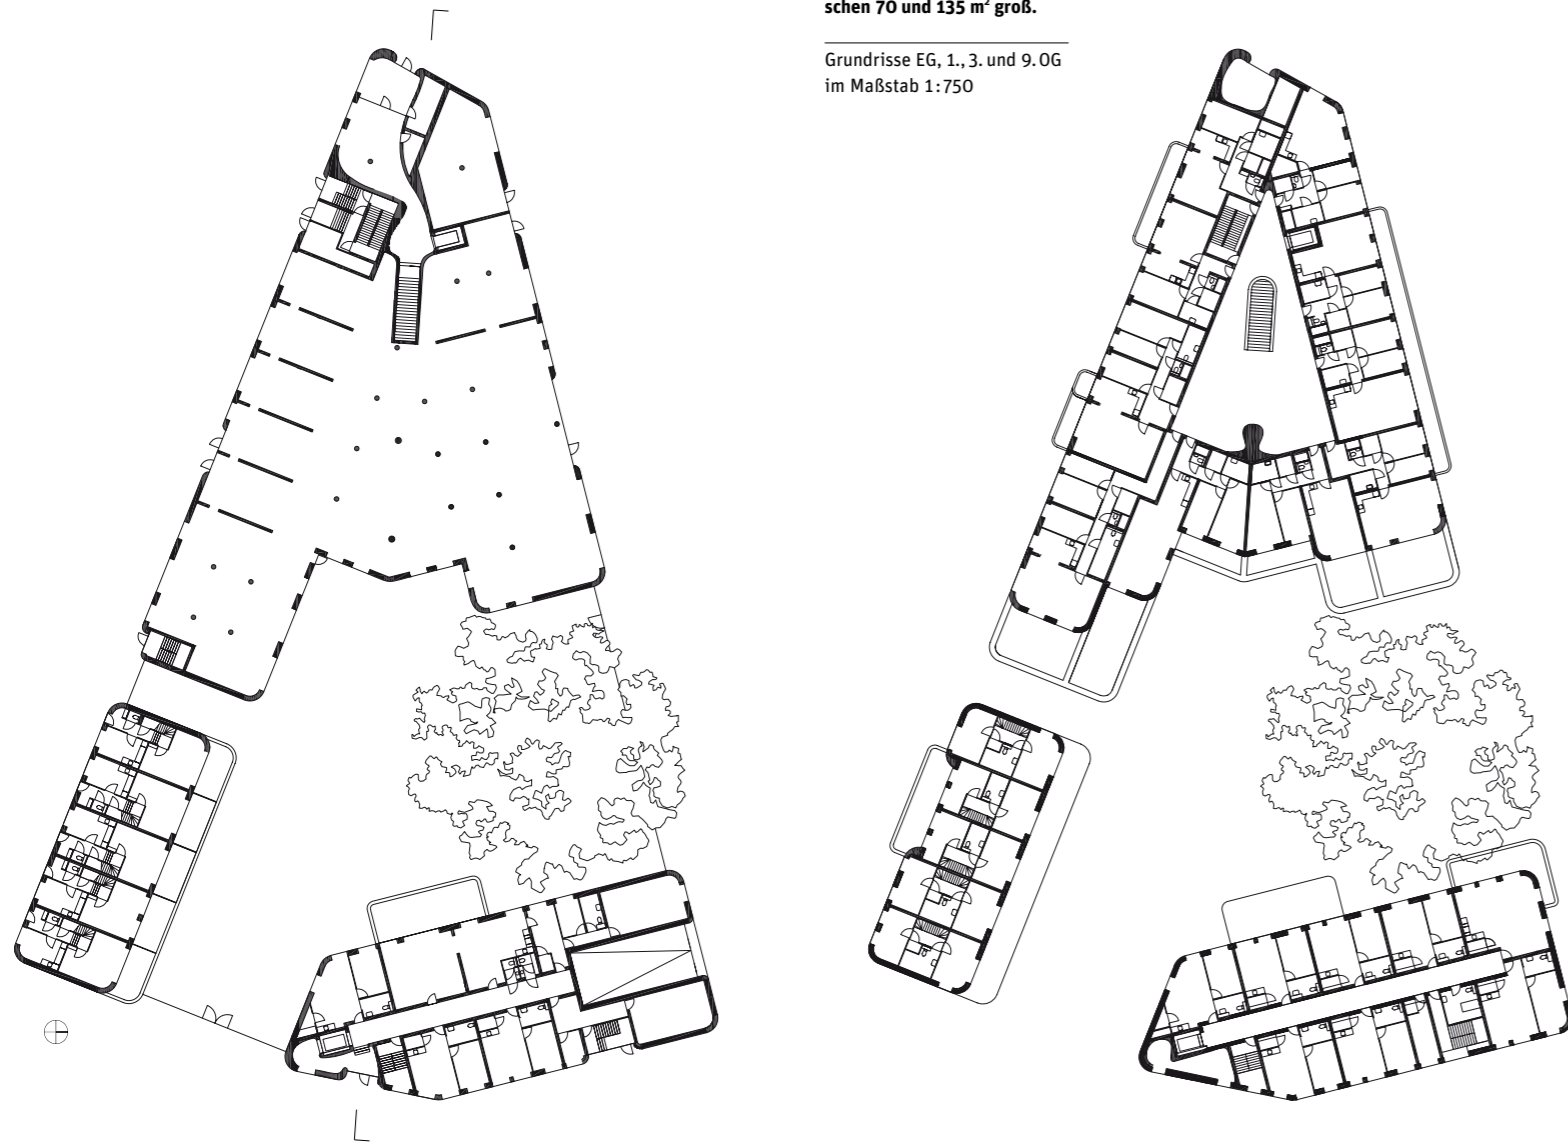 schen 70 und 135 m² groß.
Grundrisse EG, 1., 3. und 9. OG
im Maßstab 1:750